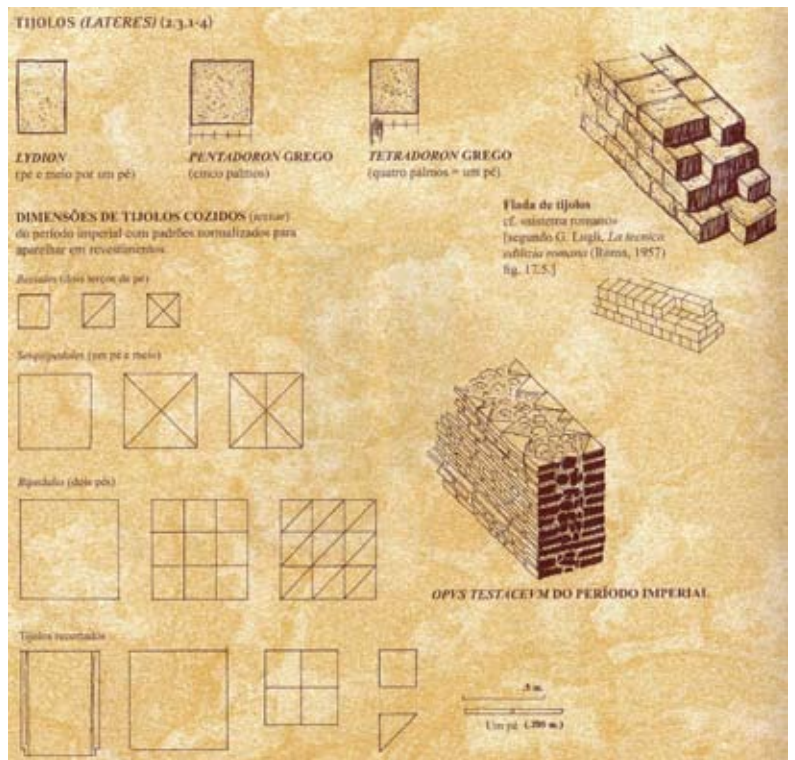 TIJOLOS (LATERES) (2.3.1-4)
LYDION
(pé e meio por um pé)
PENTADORON GREGO
(cinco palmos)
TETRADORON GREGO
(quatro palmos = um pé)
Fiada de tijolos
cf. «sistema romano»
[segundo G. Lugli, La tecnica
edilizia romana (Roma, 1957)
fig. 17.5.]
DIMENSÕES DE TIJOLOS COZIDOS
do período imperial com padrões normalizados para
aparelhar em revestimentos
Bessales (dois terços de pé)
Sesquipedales (um pé e meio)
Bipedales (dois pés)
OPVS TESTACEVM DO PERÍODO IMPERIAL
Tijolos recortados
.5 m.
Um pé (.295 m.)